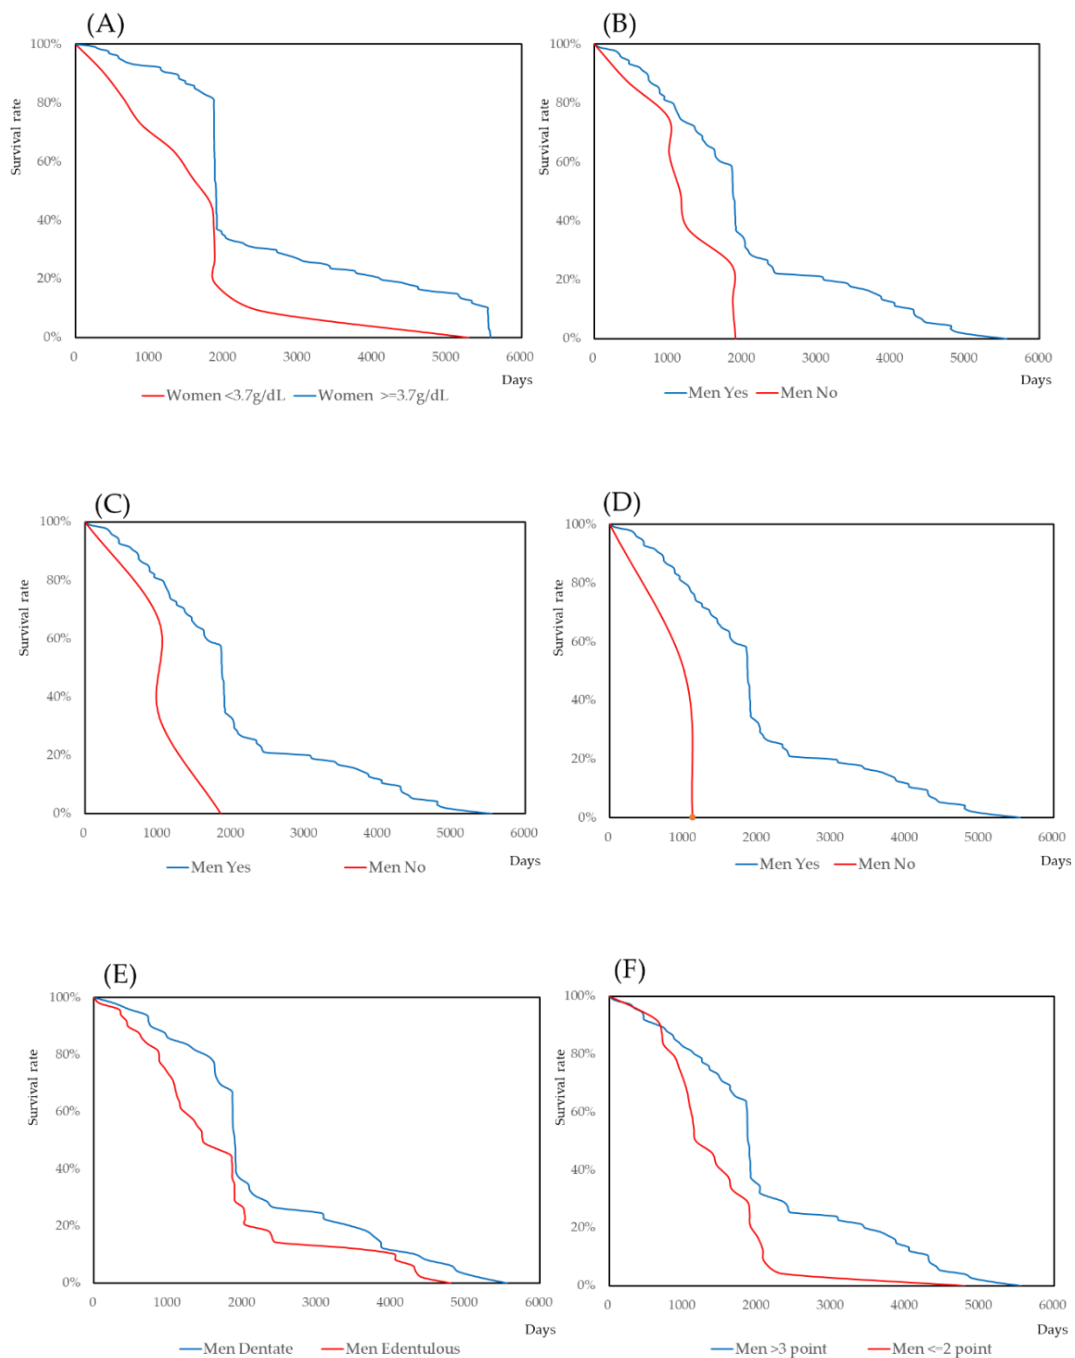 (A)
100%
80%
60%
40%
20%
0%
Survival rate
0 1000 2000 3000 4000 5000 6000
Days
Women <3.7g/dL Women >=3.7g/dL
(B)
100%
80%
60%
40%
20%
0%
Survival rate
0 1000 2000 3000 4000 5000 6000
Days
Men Yes Men No
(C)
100%
80%
60%
40%
20%
0%
Survival rate
0 1000 2000 3000 4000 5000 6000
Days
Men Yes Men No
(D)
100%
80%
60%
40%
20%
0%
Survival rate
0 1000 2000 3000 4000 5000 6000
Days
Men Yes Men No
(E)
100%
80%
60%
40%
20%
0%
Survival rate
0 1000 2000 3000 4000 5000 6000
Days
Men Dentate Men Edentulous
(F)
100%
80%
60%
40%
20%
0%
Survival rate
0 1000 2000 3000 4000 5000 6000
Days
Men >3 point Men <=2 point